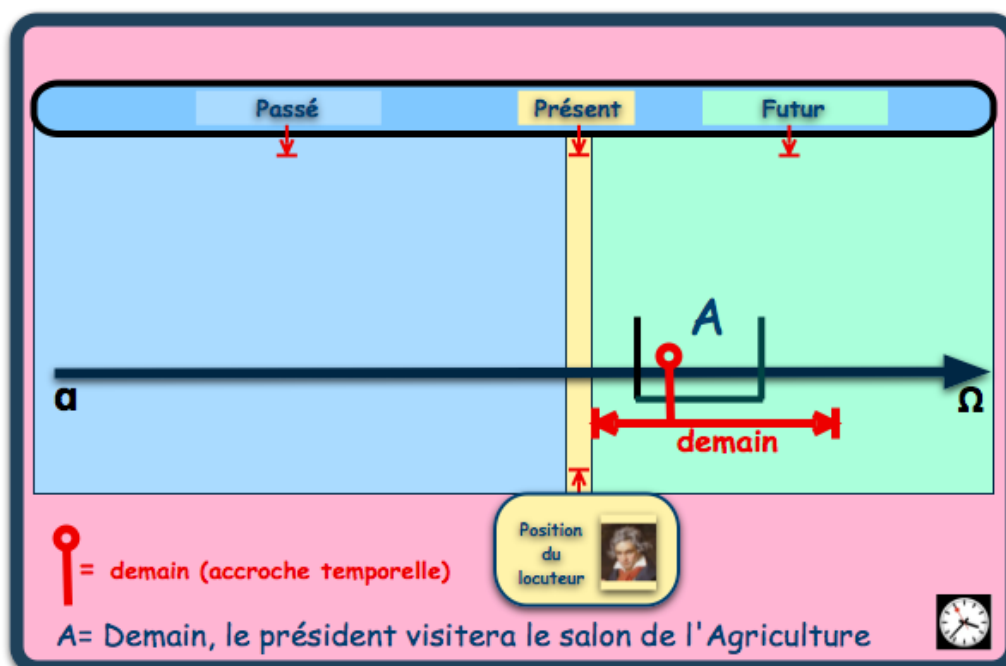 Passé Présent Futur
A
α Ω
demain
Position
du
locuteur
= demain (accroche temporelle)
A= Demain, le président visitera le salon de l'Agriculture